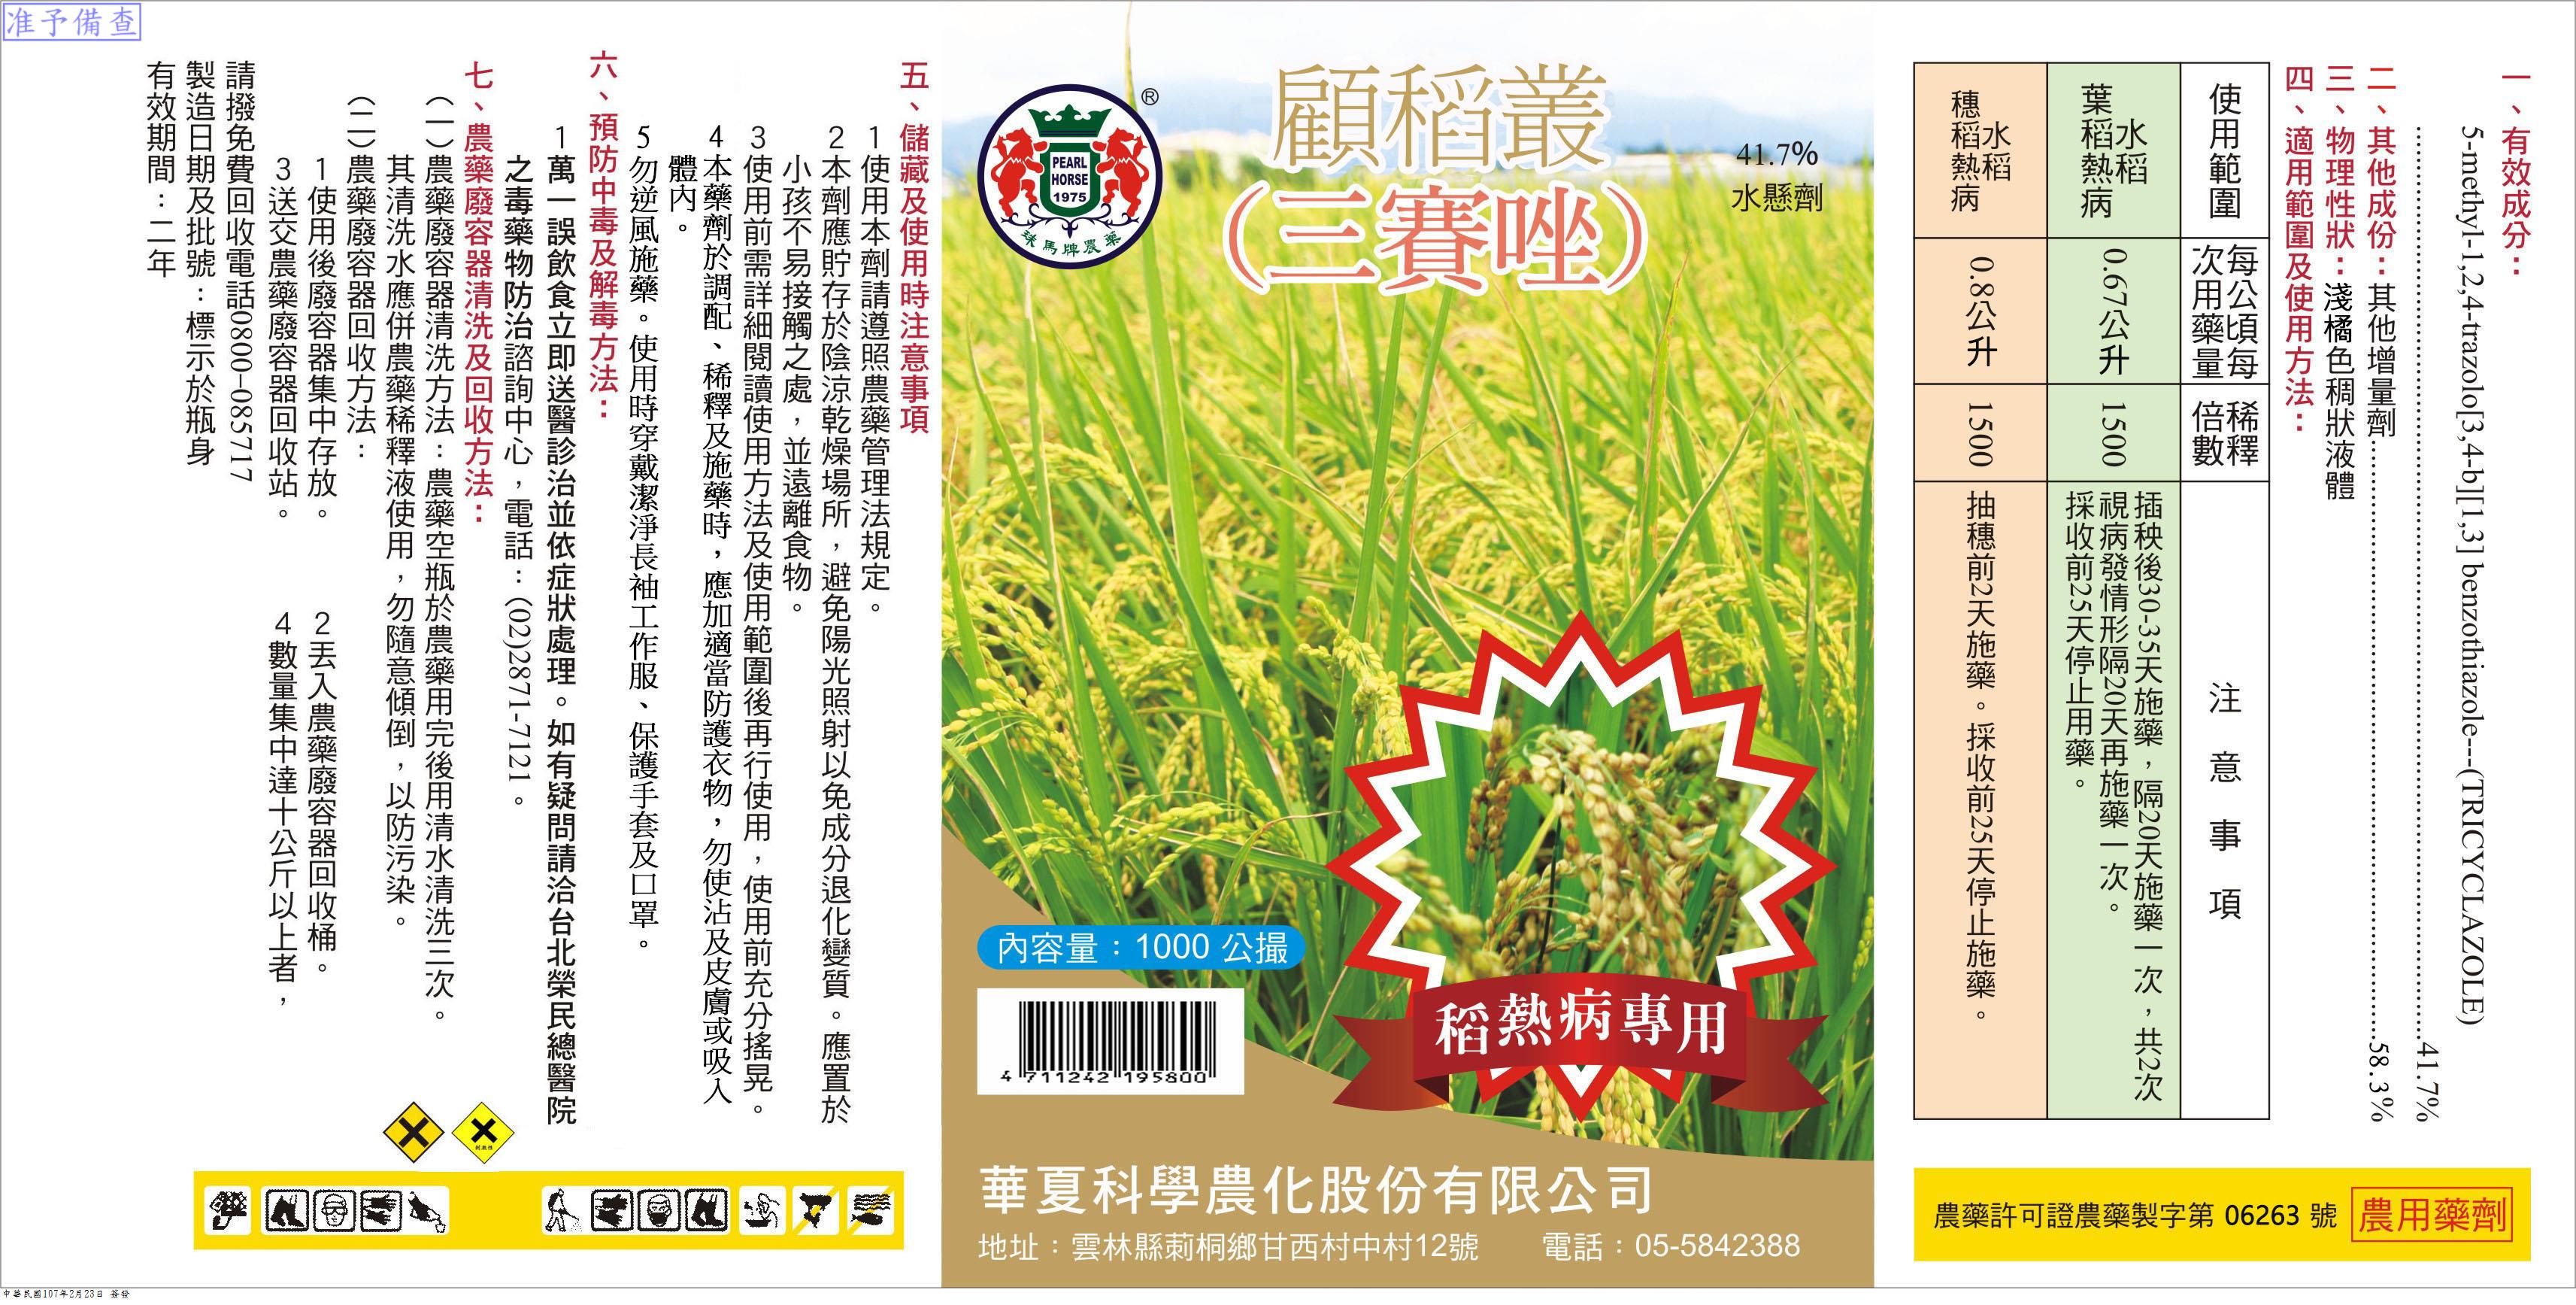 准予備查
一、有效成分：
5-methyl-1,2,4-trazolo[3,4-b][1,3] benzothiazole---(TRICYCLAZOLE)
41.7%
二、其他成份：其他增量劑 58.3%
三、物理性狀：淺橘色稠狀液體
四、適用範圍及使用方法：
使用範圍
每公頃每次用藥量
稀釋倍數
注意事項
水稻
葉稻熱病
0.67公升
1500
插秧後30-35天施藥，隔20天施藥一次，共2次
視病發情形隔20天再施藥一次。
採收前25天停止用藥。
水稻
穗稻熱病
0.8公升
1500
抽穗前2天施藥。採收前25天停止施藥。
農藥許可證農藥製字第 06263 號
農用藥劑
®
PEARL
HORSE
1975
球馬牌農藥
顧稻叢
（三賽唑）
41.7%
水懸劑
稻熱病專用
內容量：1000 公撮
4 711242 195800
華夏科學農化股份有限公司
地址：雲林縣莿桐鄉甘西村中村12號
電話：05-5842388
五、儲藏及使用時注意事項
1使用本劑請遵照農藥管理法規定。
2本劑應貯存於陰涼乾燥場所，避免陽光照射以免成分退化變質。應置於
小孩不易接觸之處，並遠離食物。
3使用前需詳細閱讀使用方法及使用範圍後再行使用，使用前充分搖晃。
4本藥劑於調配、稀釋及施藥時，應加適當防護衣物，勿使沾及皮膚或吸入
體內。
5勿逆風施藥。使用時穿戴潔淨長袖工作服、保護手套及口罩。
六、預防中毒及解毒方法：
1萬一誤飲食立即送醫診治並依症狀處理。如有疑問請洽台北榮民總醫院
之毒藥物防治諮詢中心，電話：(02)2871-7121。
七、農藥廢容器清洗及回收方法：
（一）農藥廢容器清洗方法：農藥空瓶於農藥用完後用清水清洗三次。
其清洗水應併農藥稀釋液使用，勿隨意傾倒，以防污染。
（二）農藥廢容器回收方法：
1使用後廢容器集中存放。 2丟入農藥廢容器回收桶。
3送交農藥廢容器回收站。 4數量集中達十公斤以上者，
請撥免費回收電話0800-085717
製造日期及批號：標示於瓶身
有效期間：二年
中華民國107年2月23日 簽發